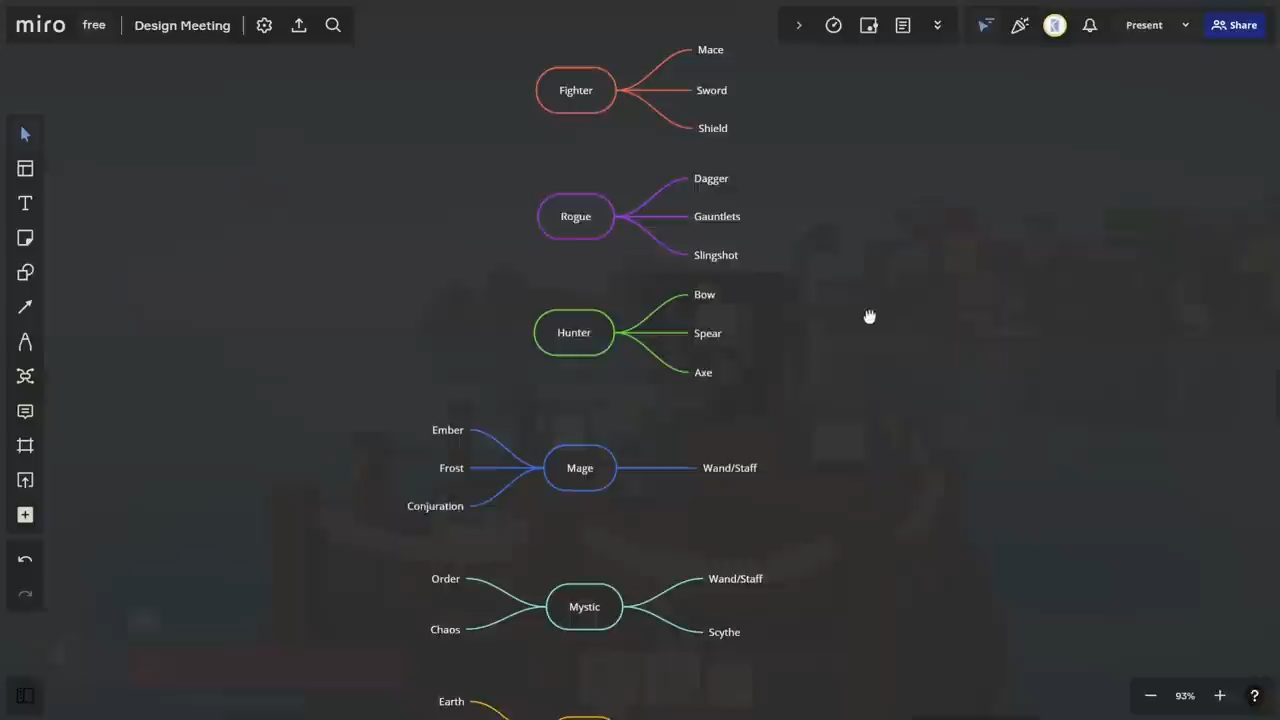 miro free Design Meeting Present Share
Mace
Fighter Sword
Shield
Dagger
Rogue Gauntlets
Slingshot
Bow
Hunter Spear
Axe
Ember
Frost Mage Wand/Staff
Conjuration
Order Wand/Staff
Mystic
Chaos Scythe
Earth
93% ?